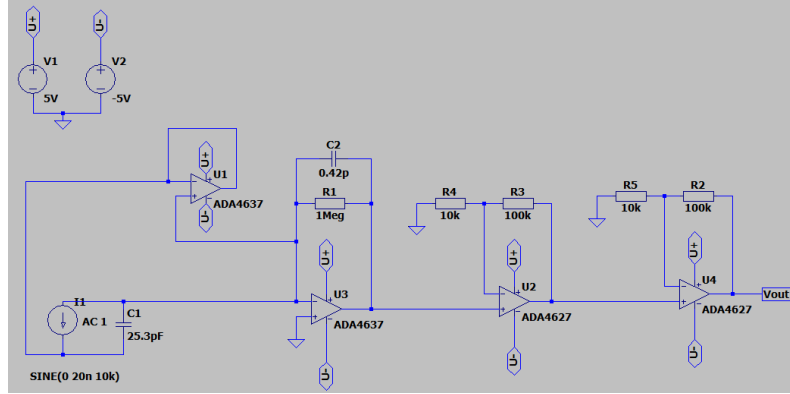 U+
U-
V1
V2
5V
-5V
C2
0.42p
U+
U1
R1
1Meg
U-
ADA4637
R4
R3
10k
100k
R5
R2
10k
100k
U+
U3
ADA4637
U-
U+
U2
ADA4627
U-
U+
U4
ADA4627
U-
Vout
I1
AC 1
C1
25.3pF
SINE(0 20n 10k)